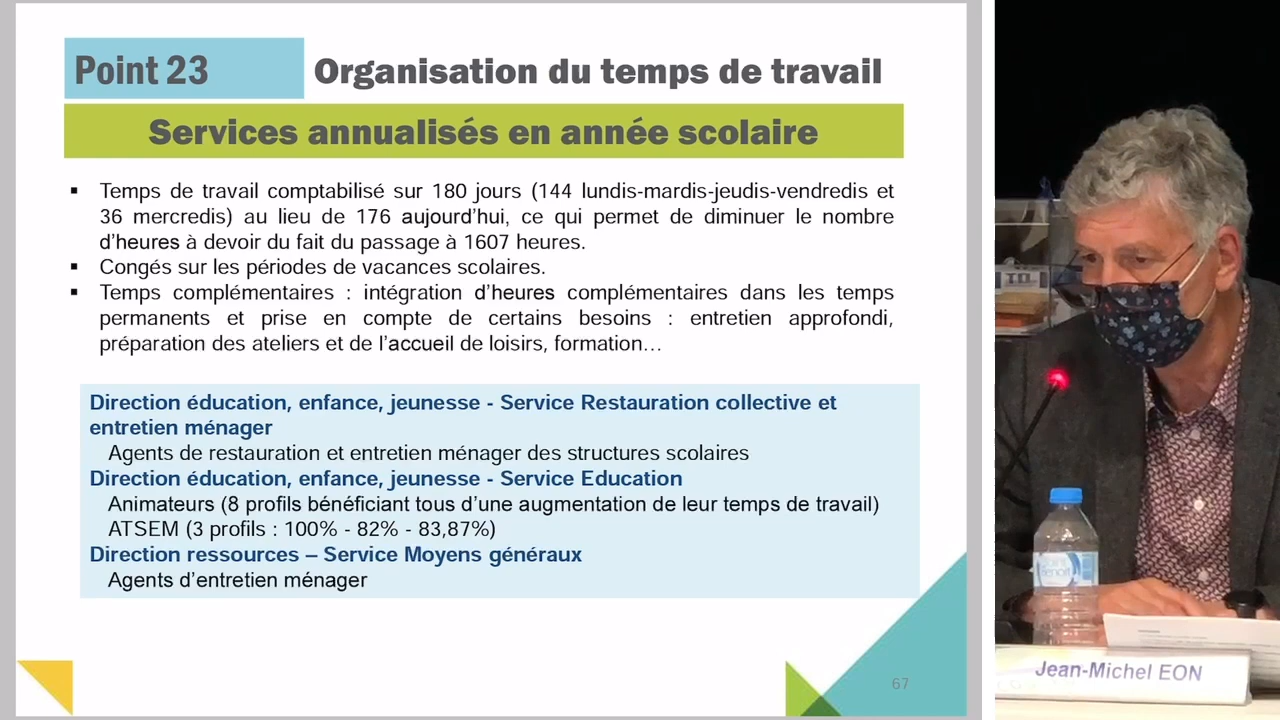 Point 23
Organisation du temps de travail
Services annualisés en année scolaire
▪ Temps de travail comptabilisé sur 180 jours (144 lundis-mardis-jeudis-vendredis et
36 mercredis) au lieu de 176 aujourd'hui, ce qui permet de diminuer le nombre
d'heures à devoir du fait du passage à 1607 heures.
▪ Congés sur les périodes de vacances scolaires.
▪ Temps complémentaires : intégration d'heures complémentaires dans les temps
permanents et prise en compte de certains besoins : entretien approfondi,
préparation des ateliers et de l'accueil de loisirs, formation…
Direction éducation, enfance, jeunesse - Service Restauration collective et
entretien ménager
Agents de restauration et entretien ménager des structures scolaires
Direction éducation, enfance, jeunesse - Service Education
Animateurs (8 profils bénéficiant tous d'une augmentation de leur temps de travail)
ATSEM (3 profils : 100% - 82% - 83,87%)
Direction ressources – Service Moyens généraux
Agents d'entretien ménager
67
Jean-Michel EON